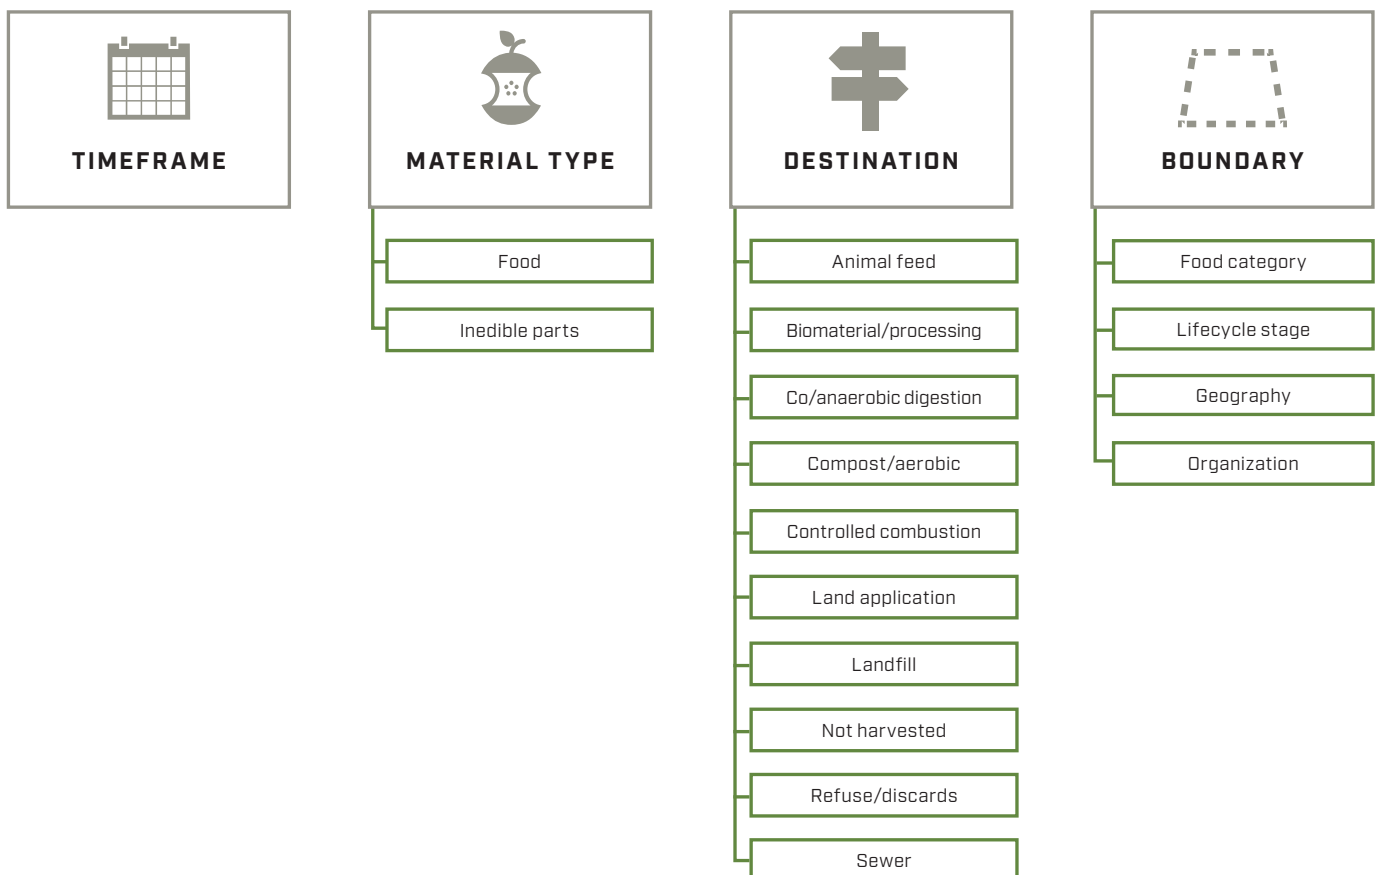 TIMEFRAME
MATERIAL TYPE
Food
Inedible parts
DESTINATION
Animal feed
Biomaterial/processing
Co/anaerobic digestion
Compost/aerobic
Controlled combustion
Land application
Landfill
Not harvested
Refuse/discards
Sewer
BOUNDARY
Food category
Lifecycle stage
Geography
Organization